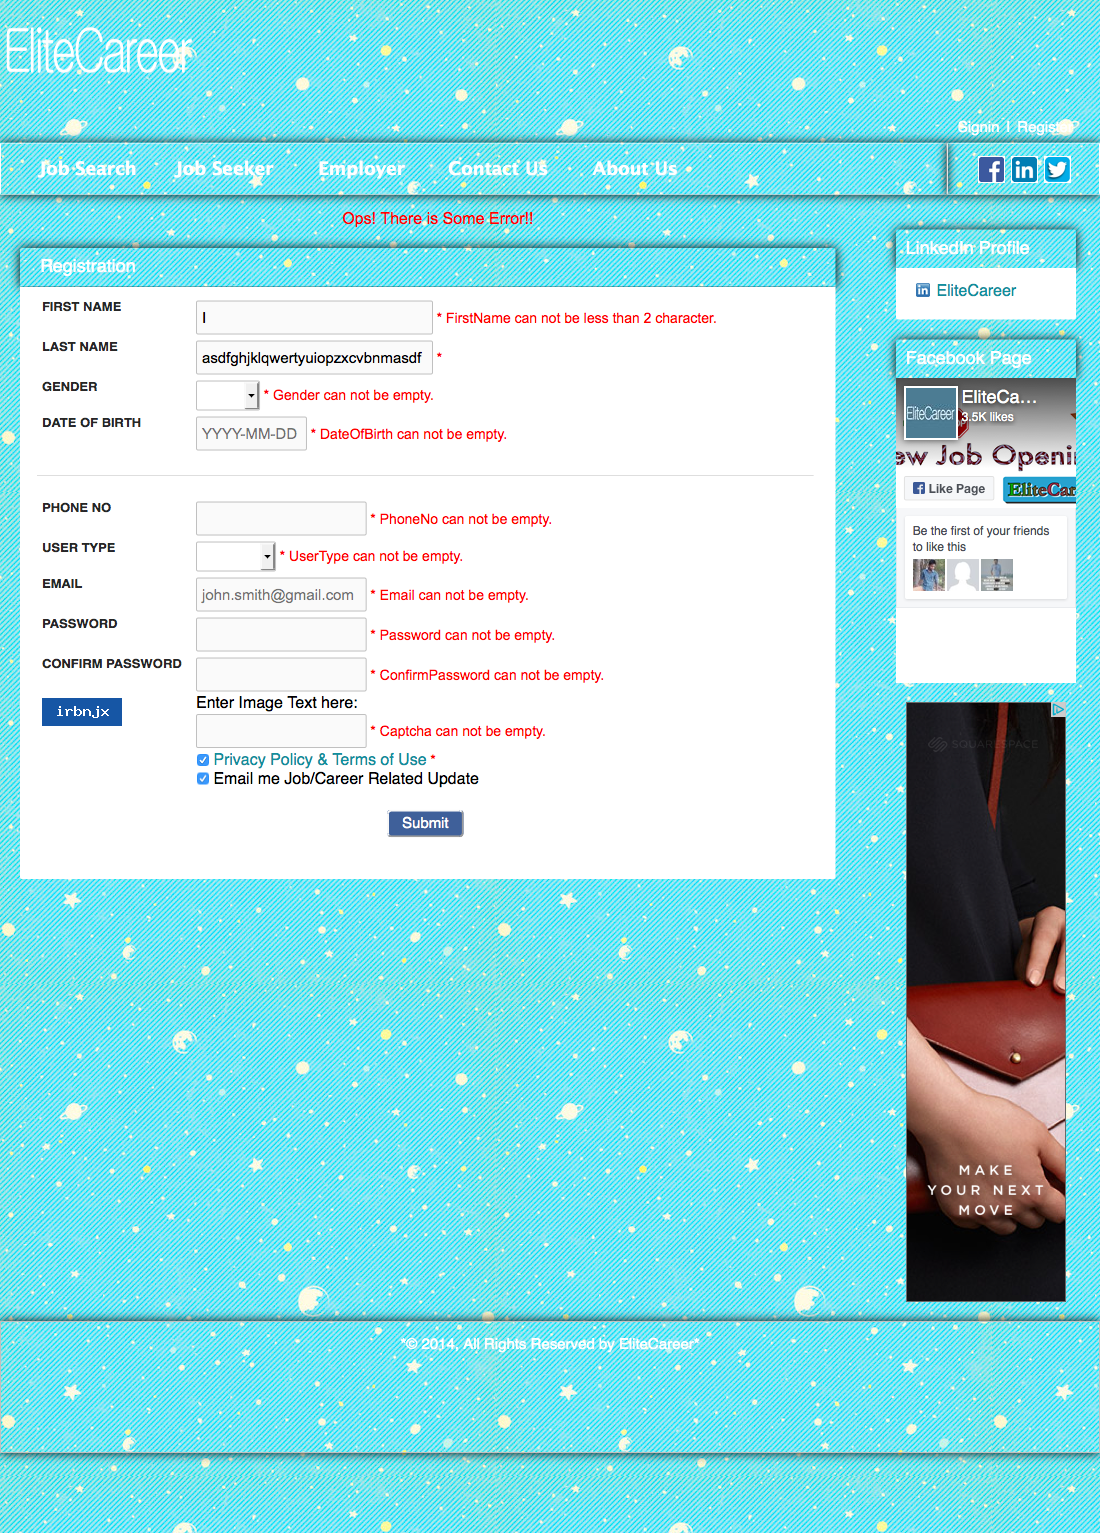 EliteCareer
Signin | Register
Job Search Job Seeker Employer Contact US About Us
Ops! There is Some Error!!
Registration
FIRST NAME I * FirstName can not be less than 2 character.
LAST NAME asdfghjklqwertyuiopzxcvbnmasdf *
GENDER * Gender can not be empty.
DATE OF BIRTH YYYY-MM-DD * DateOfBirth can not be empty.
PHONE NO * PhoneNo can not be empty.
USER TYPE * UserType can not be empty.
EMAIL john.smith@gmail.com * Email can not be empty.
PASSWORD * Password can not be empty.
CONFIRM PASSWORD * ConfirmPassword can not be empty.
irbnjx Enter Image Text here:
* Captcha can not be empty.
Privacy Policy & Terms of Use *
Email me Job/Career Related Update
Submit
LinkedIn Profile
EliteCareer
Facebook Page
EliteCareer
EliteCa...
3.5K likes
ew Job Openin
Like Page
EliteCar
Be the first of your friends
to like this
SQUARESPACE
MAKE
YOUR NEXT
MOVE
*© 2014, All Rights Reserved by EliteCareer*